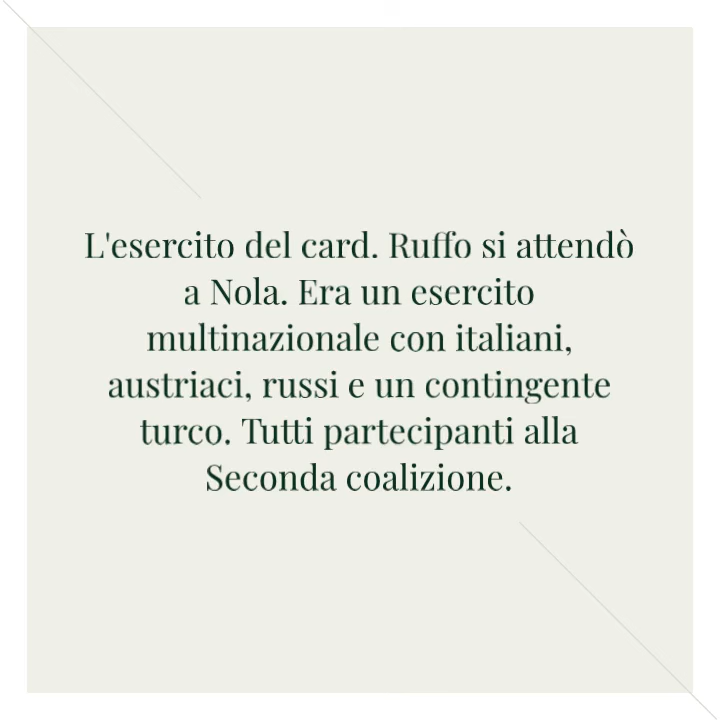 L'esercito del card. Ruffo si attendò
a Nola. Era un esercito
multinazionale con italiani,
austriaci, russi e un contingente
turco. Tutti partecipanti alla
Seconda coalizione.